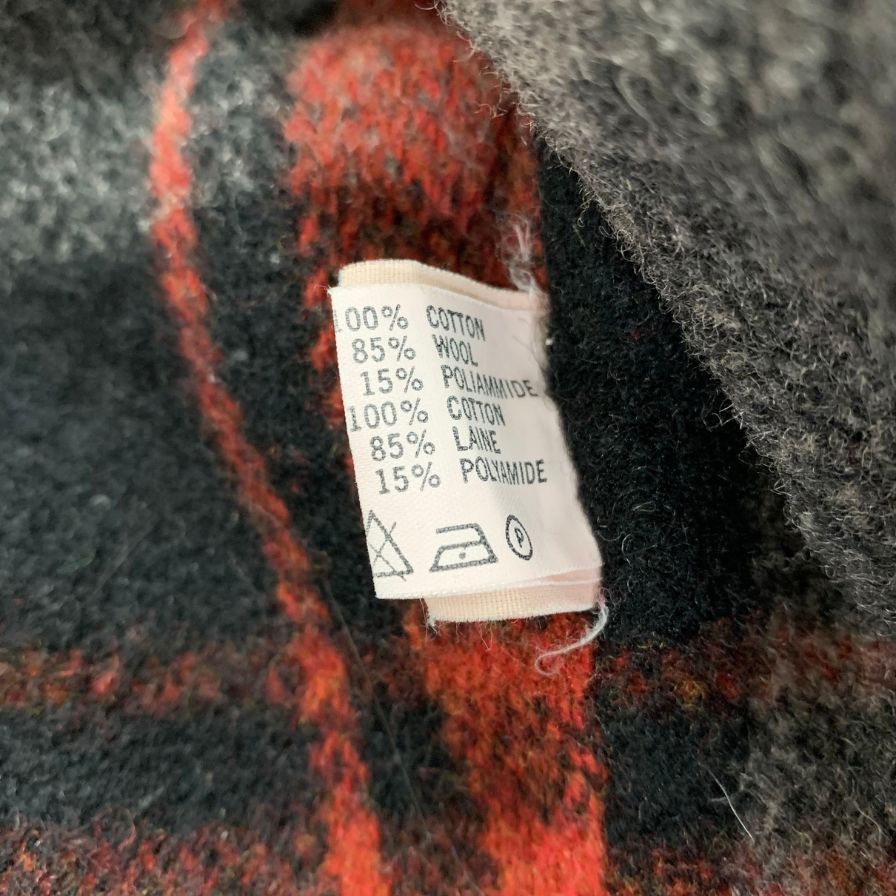 100% COTTON
85% WOOL
15% POLIAMMIDE
100% COTTON
85% LAINE
15% POLYAMIDE
P